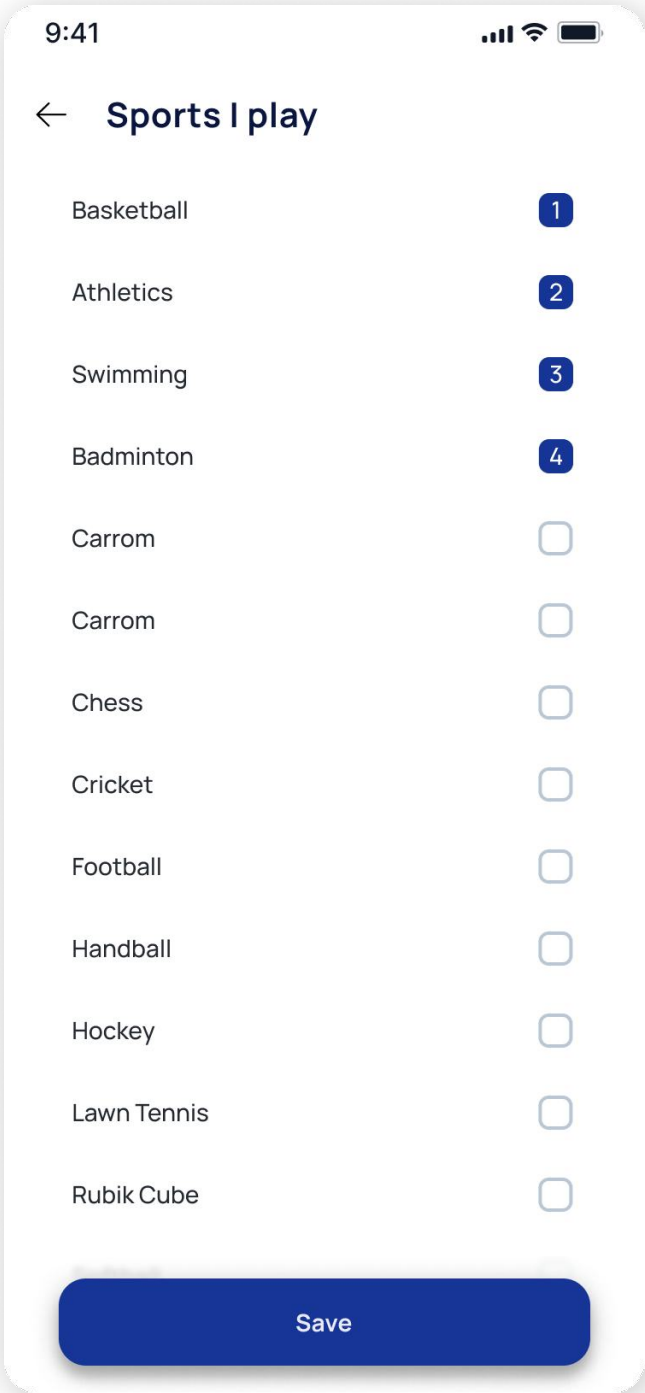 9:41
Sports I play
Basketball 1
Athletics 2
Swimming 3
Badminton 4
Carrom
Carrom
Chess
Cricket
Football
Handball
Hockey
Lawn Tennis
Rubik Cube
Save